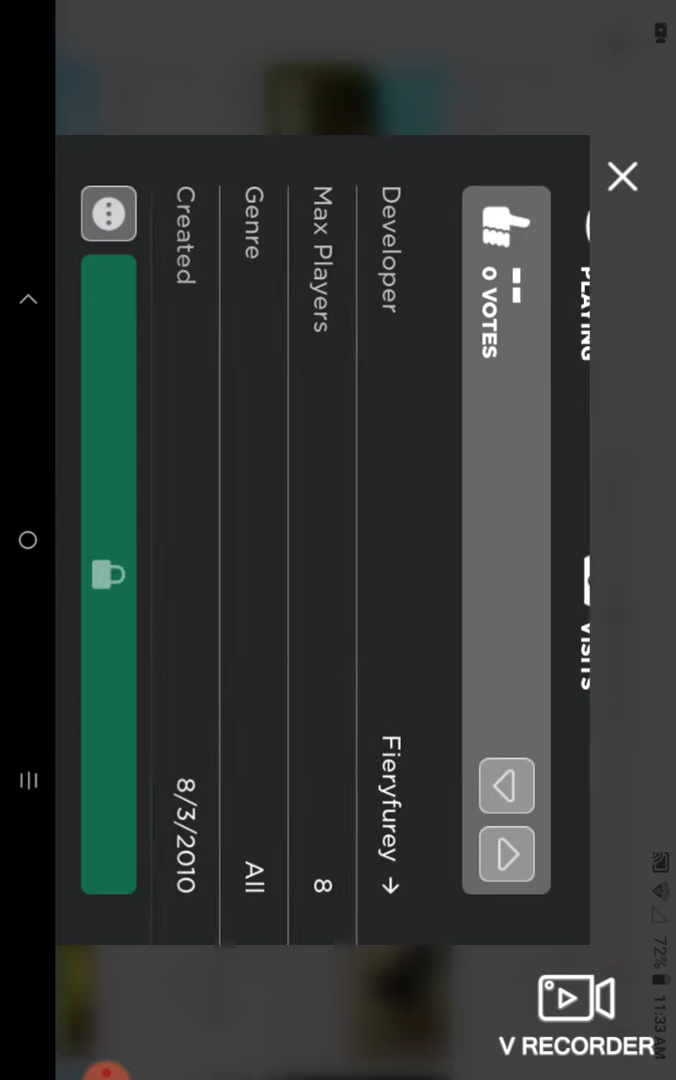 72% 11:33 AM
PLAYING
VISITS
--
0 VOTES
Developer Fieryfurey →
Max Players 8
Genre All
Created 8/3/2010
V RECORDER